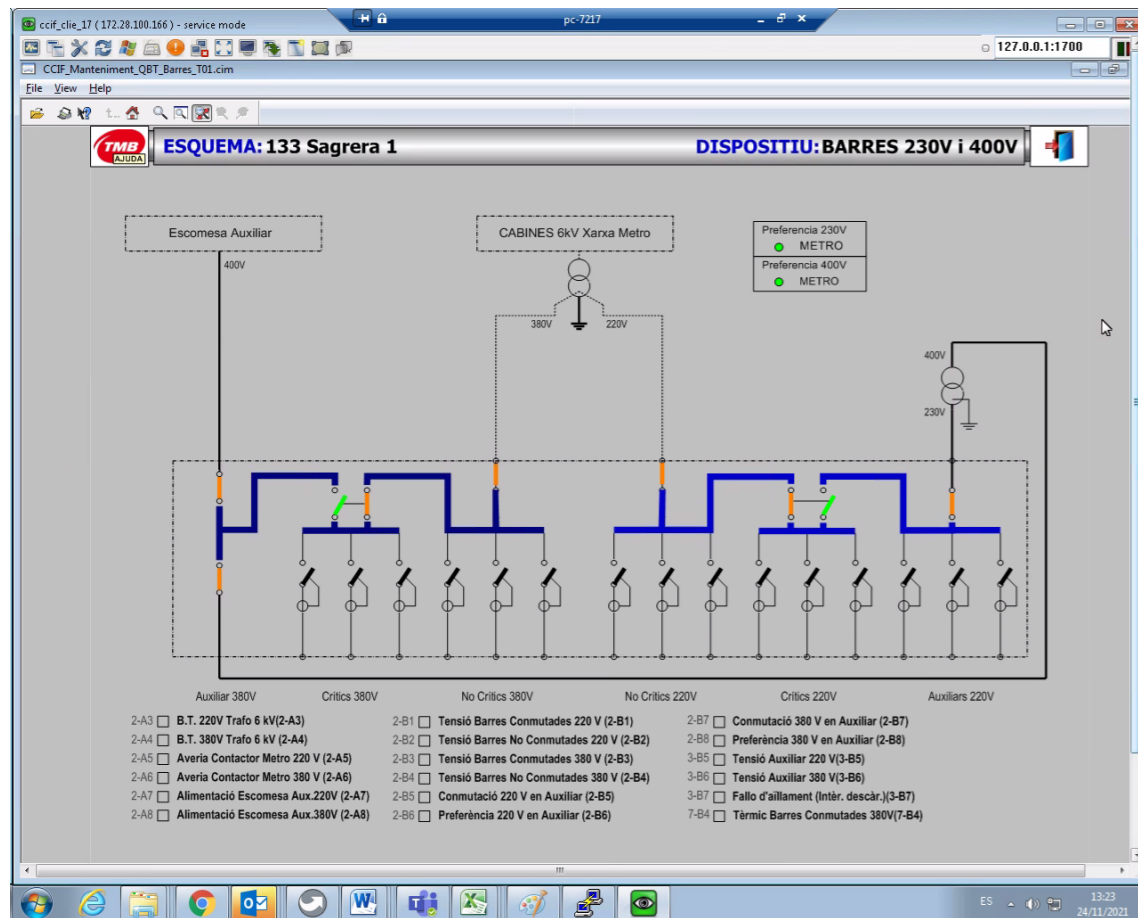 ccif_clie_17 ( 172.28.100.166 ) - service mode
pc-7217
127.0.0.1:1700
CCIF_Manteniment_QBT_Barres_T01.cim
File View Help
TMB
AJUDA
ESQUEMA: 133 Sagrera 1
DISPOSITIU: BARRES 230V i 400V
Escomesa Auxiliar
CABINES 6kV Xarxa Metro
Preferencia 230V
METRO
Preferencia 400V
METRO
400V
380V
220V
400V
230V
Auxiliar 380V
Critics 380V
No Critics 380V
No Critics 220V
Critics 220V
Auxiliars 220V
2-A3 B.T. 220V Trafo 6 kV(2-A3)
2-A4 B.T. 380V Trafo 6 kV(2-A4)
2-A5 Averia Contactor Metro 220 V (2-A5)
2-A6 Averia Contactor Metro 380 V (2-A6)
2-A7 Alimentació Escomesa Aux.220V (2-A7)
2-A8 Alimentació Escomesa Aux.380V (2-A8)
2-B1 Tensió Barres Conmutades 220 V (2-B1)
2-B2 Tensió Barres No Conmutades 220 V (2-B2)
2-B3 Tensió Barres Conmutades 380 V (2-B3)
2-B4 Tensió Barres No Conmutades 380 V (2-B4)
2-B5 Conmutació 220 V en Auxiliar (2-B5)
2-B6 Preferència 220 V en Auxiliar (2-B6)
2-B7 Conmutació 380 V en Auxiliar (2-B7)
2-B8 Preferència 380 V en Auxiliar (2-B8)
3-B5 Tensió Auxiliar 220 V(3-B5)
3-B6 Tensió Auxiliar 380 V(3-B6)
3-B7 Fallo d'aïllament (Intèr. descàr.)(3-B7)
7-B4 Tèrmic Barres Conmutades 380V(7-B4)
ES
13:23
24/11/2021